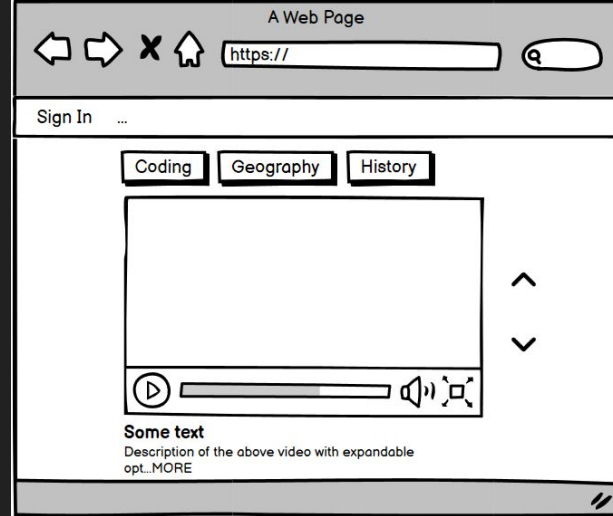 A Web Page
https://
Sign In ...
Coding Geography History
Some text
Description of the above video with expandable
opt...MORE